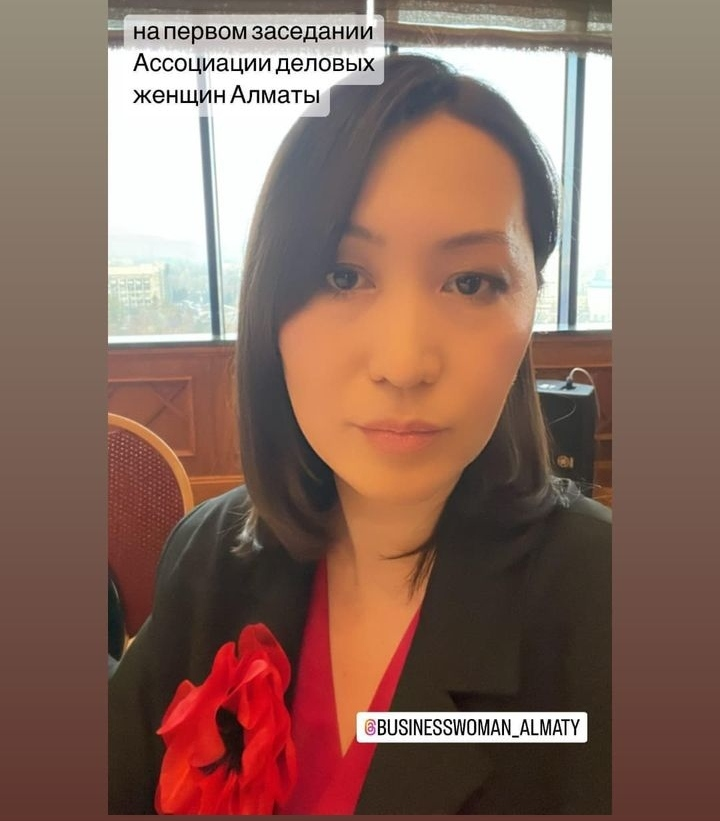 на первом заседании
Ассоциации деловых
женщин Алматы
@BUSINESSWOMAN_ALMATY